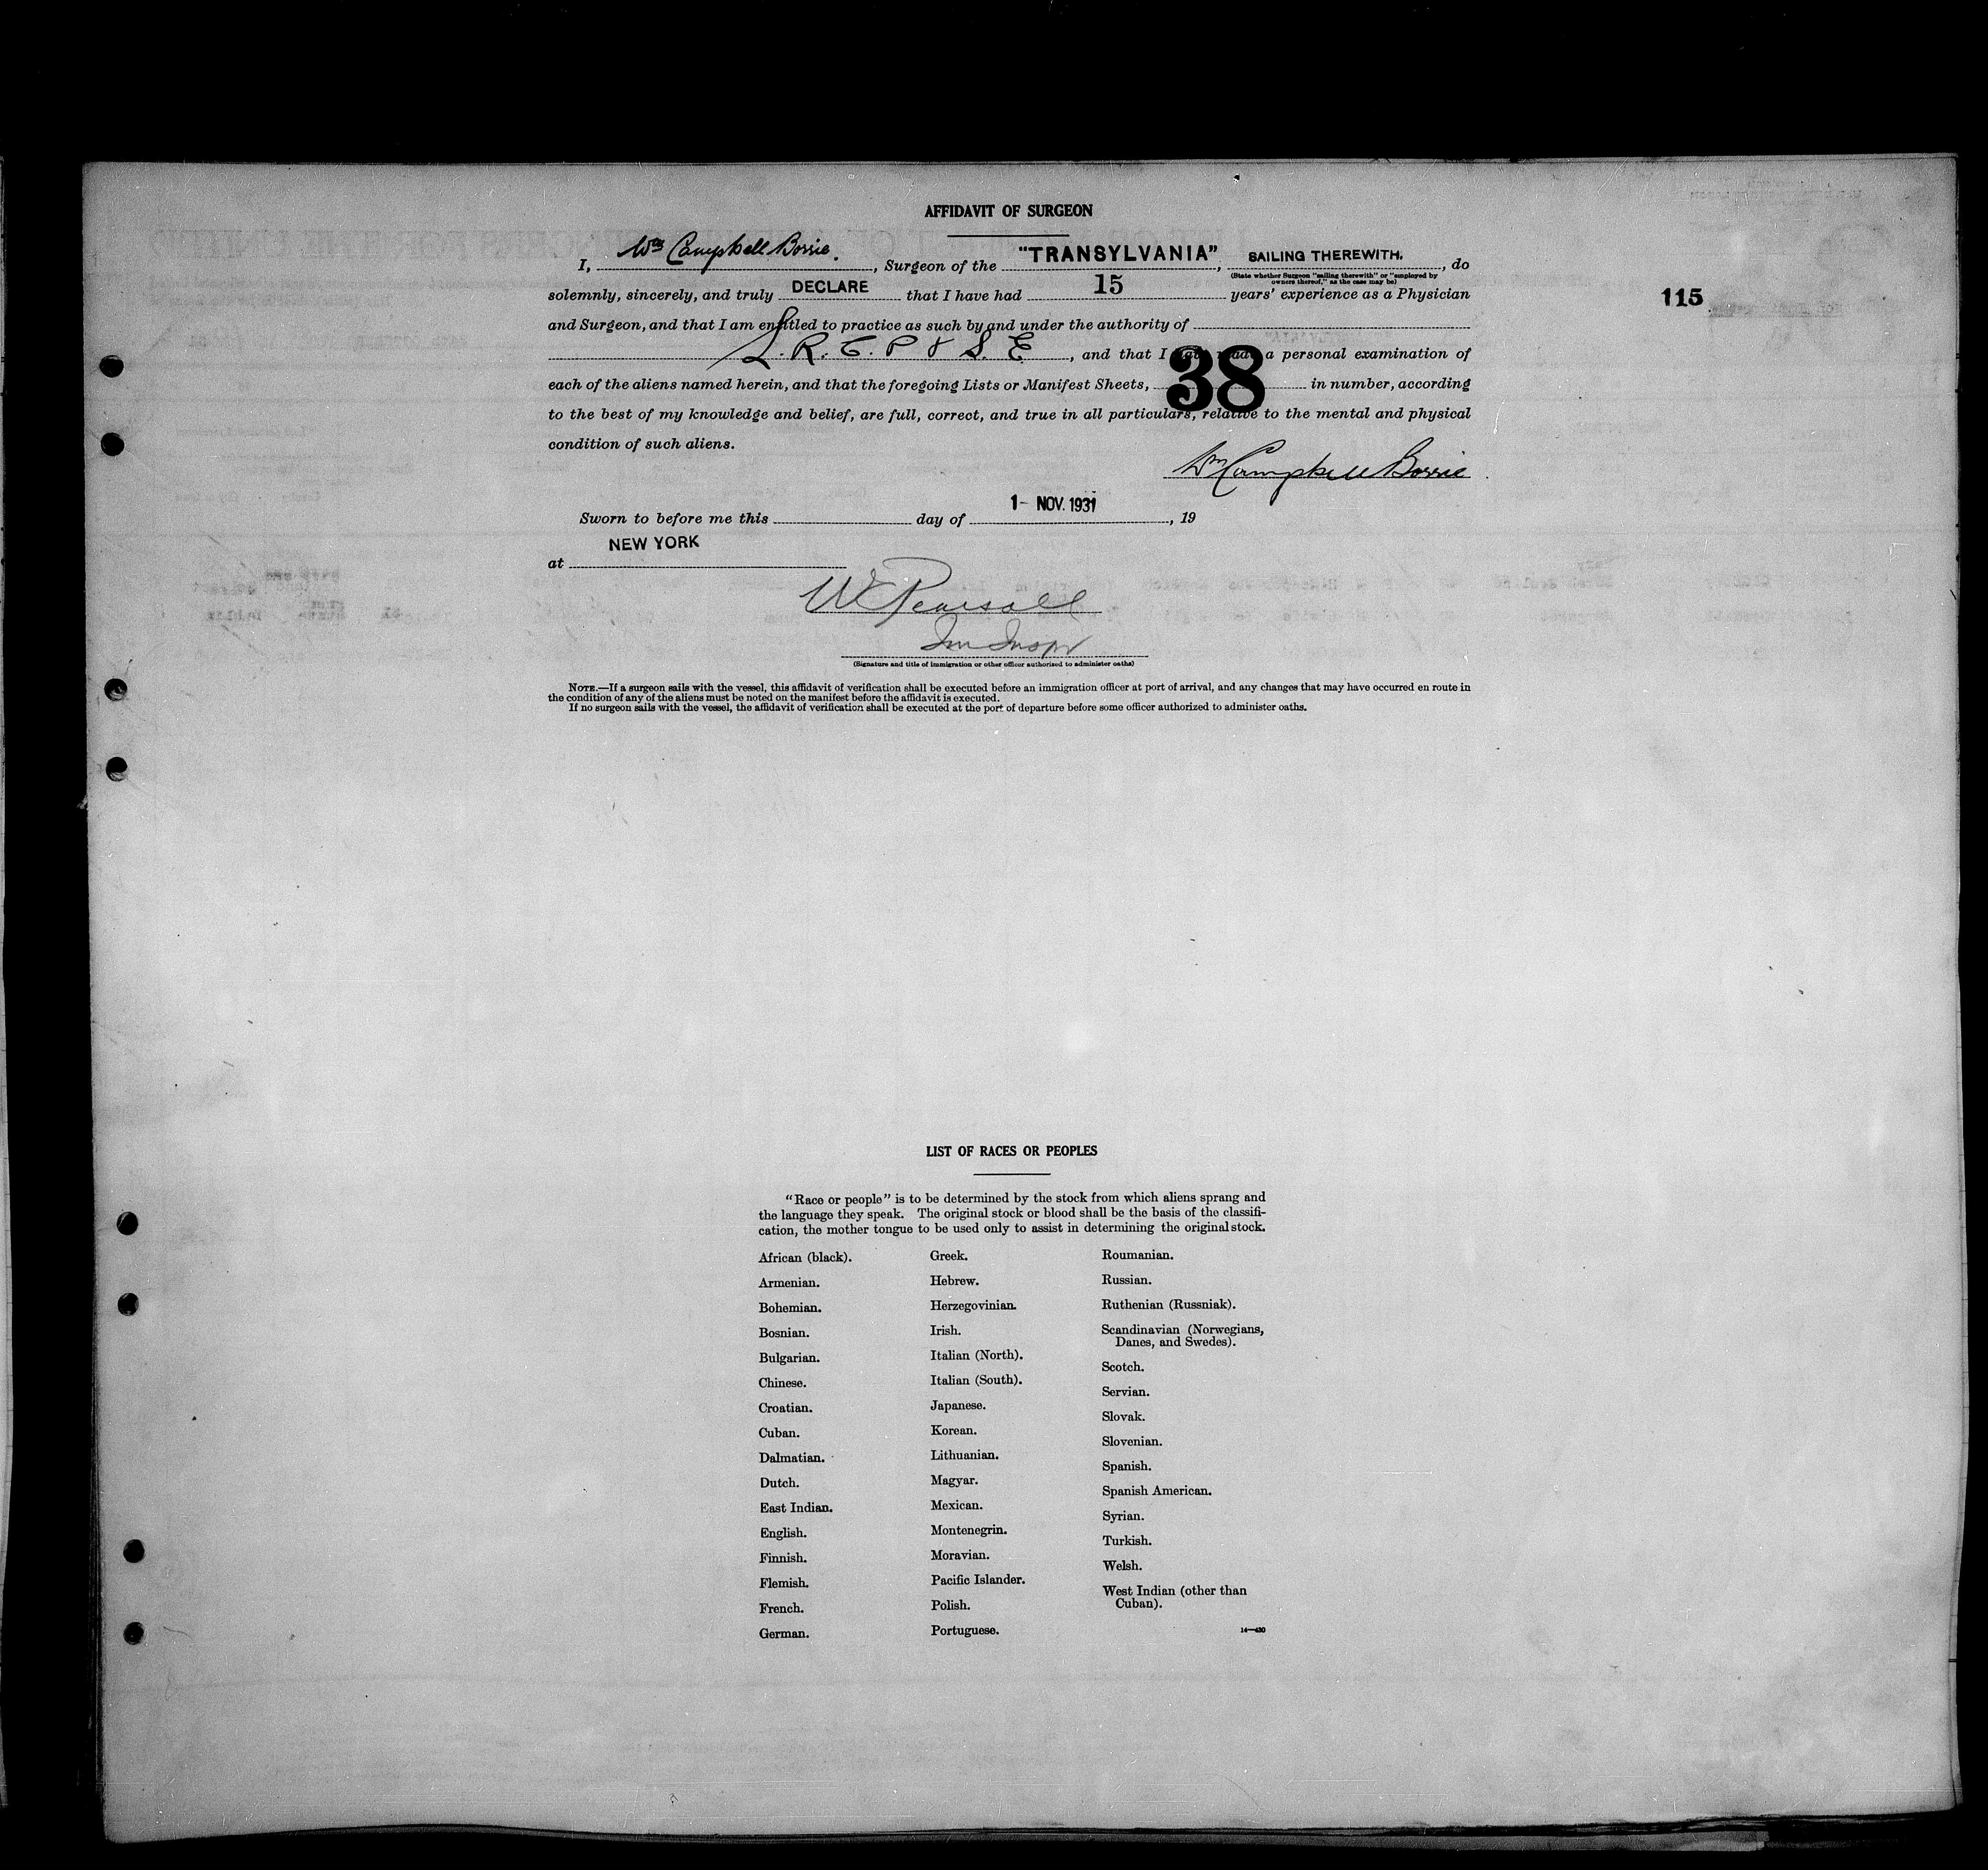 AFFIDAVIT OF SURGEON
I, Wm Campbell Borrie., Surgeon of the "TRANSYLVANIA", SAILING THEREWITH., do
(State whether Surgeon "sailing therewith" or "employed by
owners thereof," as the case may be)
solemnly, sincerely, and truly DECLARE that I have had 15 years' experience as a Physician
115
and Surgeon, and that I am entitled to practice as such by and under the authority of
L. R. C. P & S. E., and that I have made a personal examination of
each of the aliens named herein, and that the foregoing Lists or Manifest Sheets, 38 in number, according
to the best of my knowledge and belief, are full, correct, and true in all particulars, relative to the mental and physical
condition of such aliens.
Wm Campbell Borrie
Sworn to before me this day of 1- NOV. 1931, 19
at NEW YORK
W Pearsall
Im Inspr
(Signature and title of immigration or other officer authorized to administer oaths)
NOTE.—If a surgeon sails with the vessel, this affidavit of verification shall be executed before an immigration officer at port of arrival, and any changes that may have occurred en route in
the condition of any of the aliens must be noted on the manifest before the affidavit is executed.
If no surgeon sails with the vessel, the affidavit of verification shall be executed at the port of departure before some officer authorized to administer oaths.
LIST OF RACES OR PEOPLES
"Race or people" is to be determined by the stock from which aliens sprang and
the language they speak. The original stock or blood shall be the basis of the classifi-
cation, the mother tongue to be used only to assist in determining the original stock.
African (black).
Armenian.
Bohemian.
Bosnian.
Bulgarian.
Chinese.
Croatian.
Cuban.
Dalmatian.
Dutch.
East Indian.
English.
Finnish.
Flemish.
French.
German.
Greek.
Hebrew.
Herzegovinian.
Irish.
Italian (North).
Italian (South).
Japanese.
Korean.
Lithuanian.
Magyar.
Mexican.
Montenegrin.
Moravian.
Pacific Islander.
Polish.
Portuguese.
Roumanian.
Russian.
Ruthenian (Russniak).
Scandinavian (Norwegians,
Danes, and Swedes).
Scotch.
Servian.
Slovak.
Slovenian.
Spanish.
Spanish American.
Syrian.
Turkish.
Welsh.
West Indian (other than
Cuban).
14—430